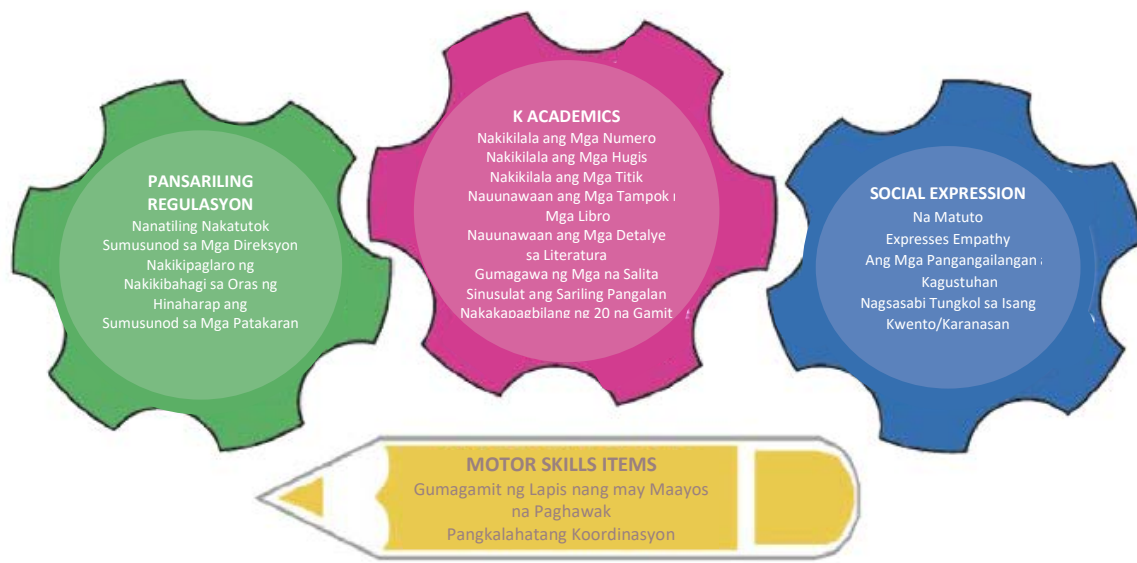 PANSARILING
REGULASYON
Nanatiling Nakatutok
Sumusunod sa Mga Direksyon
Nakikipaglaro ng
Nakikibahagi sa Oras ng
Hinaharap ang
Sumusunod sa Mga Patakaran
K ACADEMICS
Nakikilala ang Mga Numero
Nakikilala ang Mga Hugis
Nakikilala ang Mga Titik
Nauunawaan ang Mga Tampok
Mga Libro
Nauunawaan ang Mga Detalye
sa Literatura
Gumagawa ng Mga na Salita
Sinusulat ang Sariling Pangalan
Nakakapagbilang ng 20 na Gamit
SOCIAL EXPRESSION
Na Matuto
Expresses Empathy
Ang Mga Pangangailangan
Kagustuhan
Nagsasabi Tungkol sa Isang
Kwento/Karanasan
MOTOR SKILLS ITEMS
Gumagamit ng Lapis nang may Maayos
na Paghawak
Pangkalahatang Koordinasyon